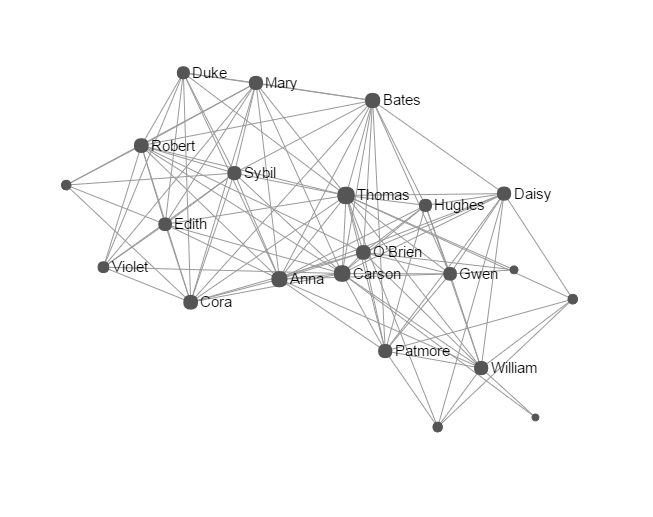 Duke
Mary
Bates
Robert
Sybil
Thomas
Daisy
Hughes
Edith
O'Brien
Violet
Anna
Carson
Gwen
Cora
Patmore
William